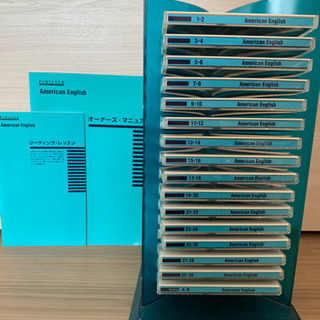 American English
リーディング・レッスン
American English
オーナーズ・マニュア
1-2 American English
3-4 American English
5-6 American English
7-8 American English
9-10 American English
11-12 American English
13-14 American English
15-16 American English
17-18 American English
19-20 American English
21-22 American English
23-24 American English
25-26 American English
27-28 American English
29-30 American English
American English